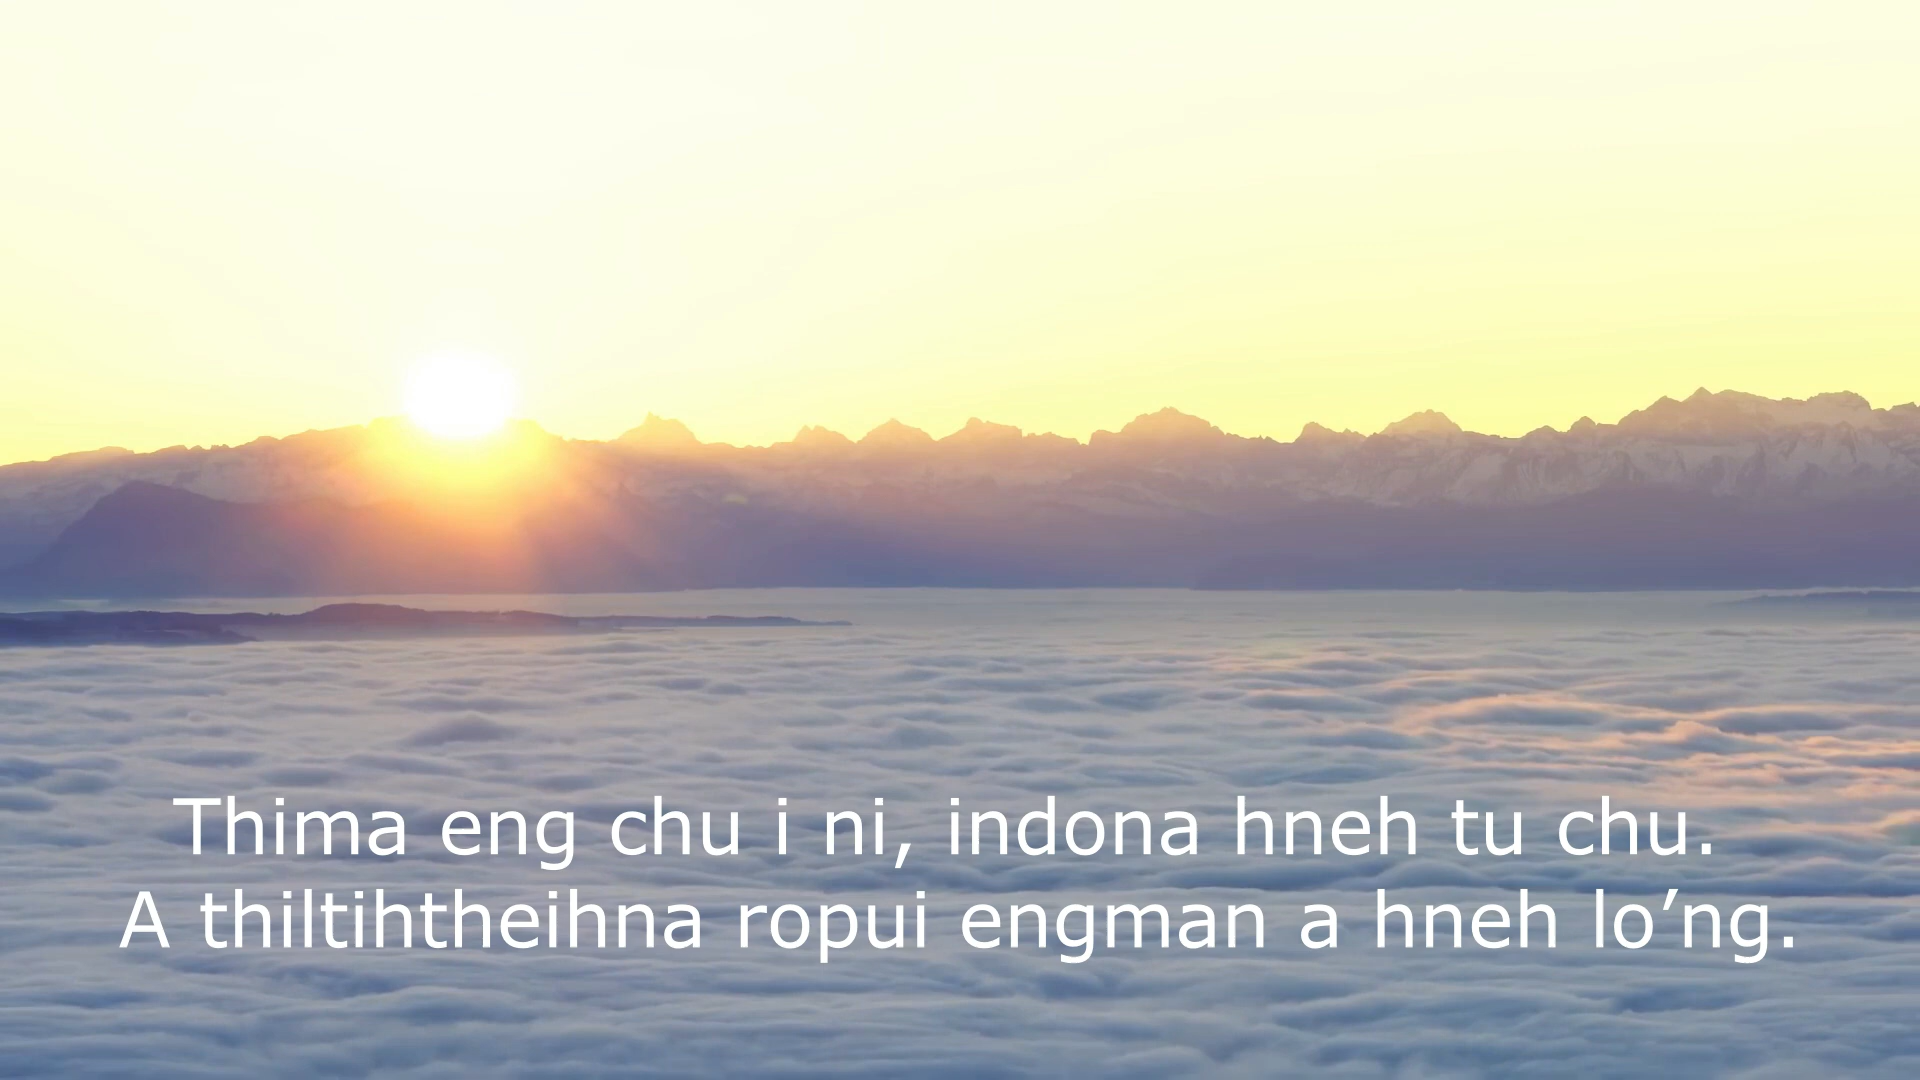 Thima eng chu i ni, indona hneh tu chu.
A thiltihtheihna ropui engman a hneh lo’ng.